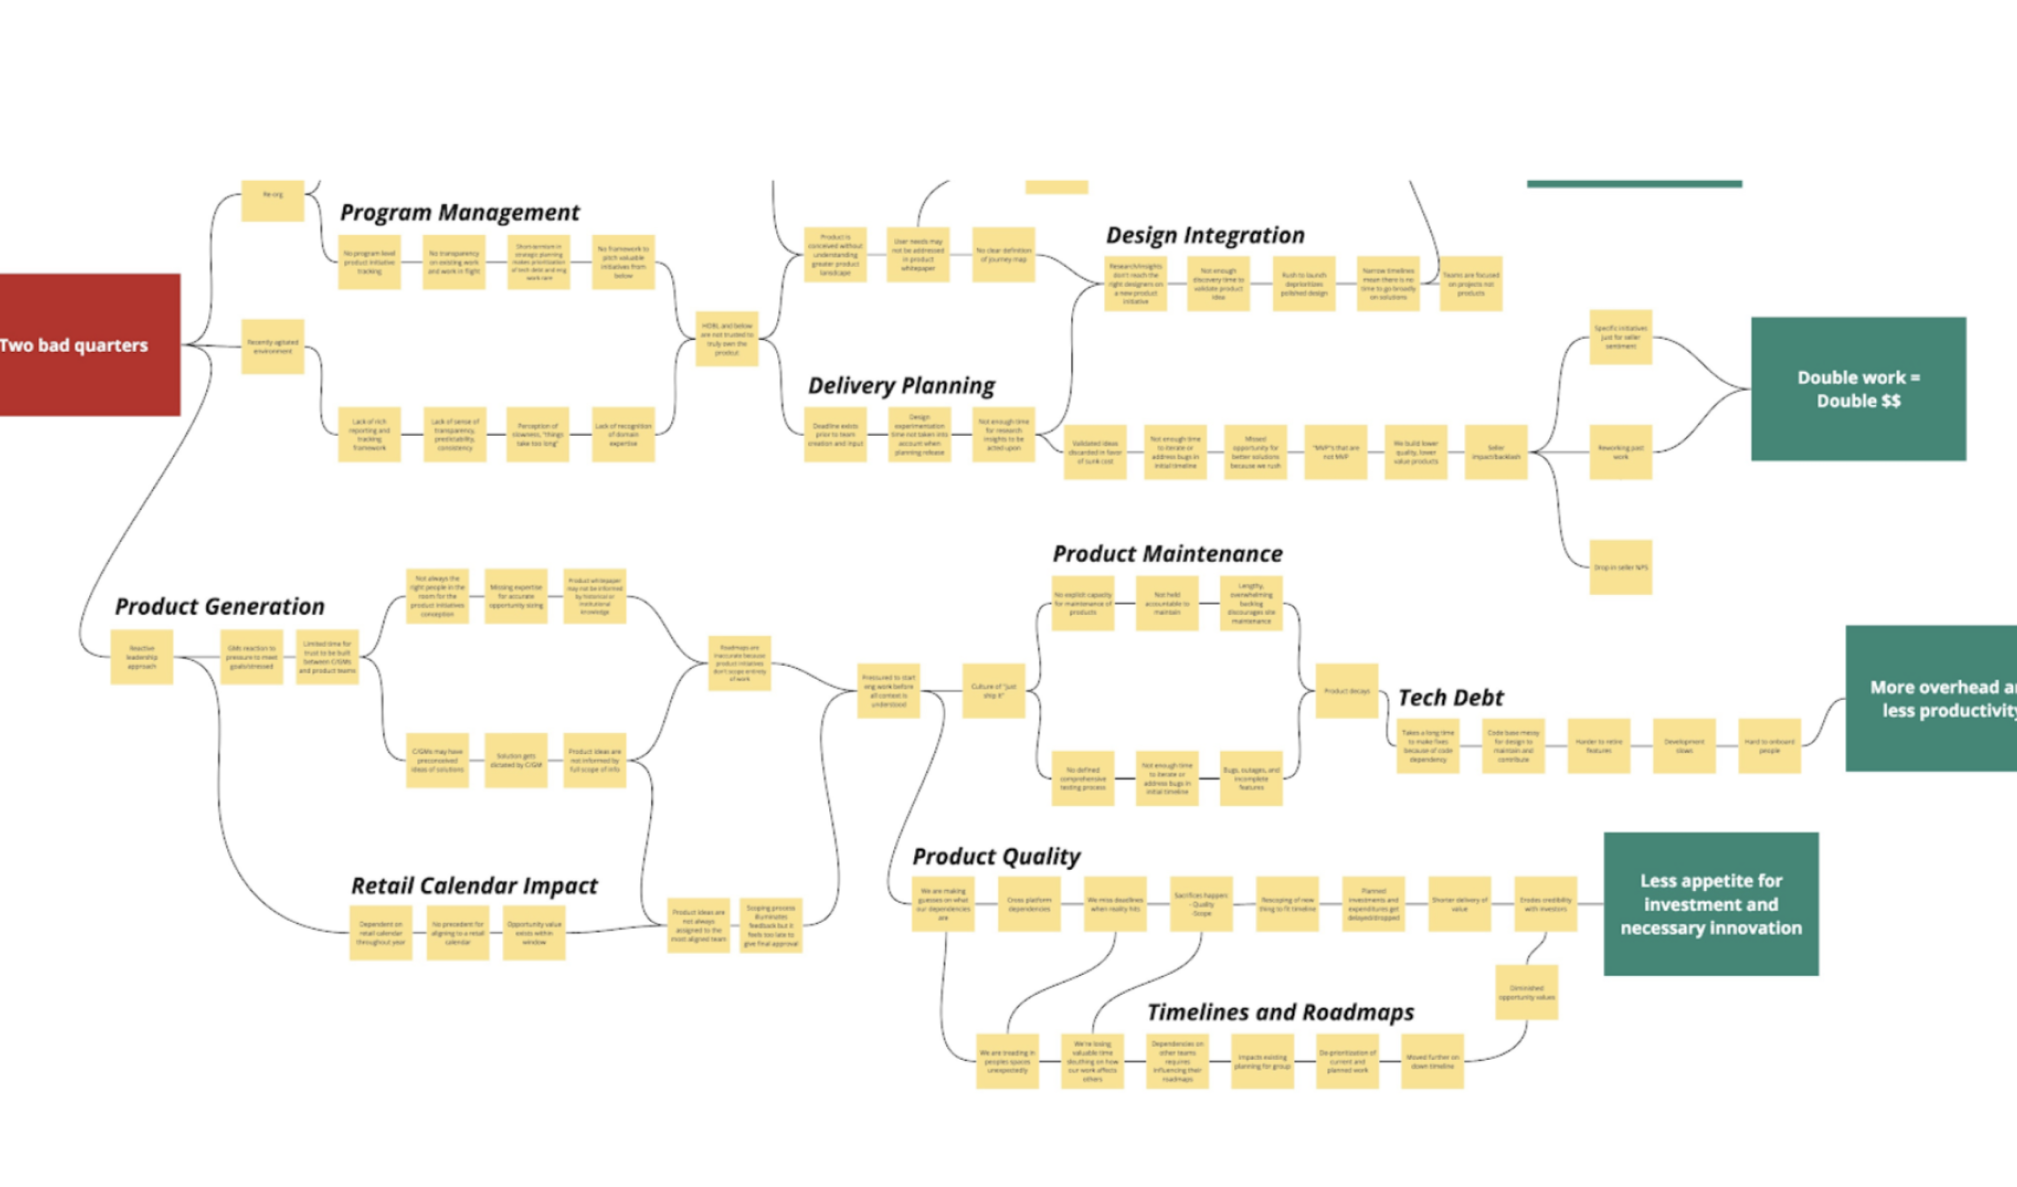 Re-org
Program Management
No program level
product initiative
tracking
No transparency
on existing work
and work in flight
Short-termism in
strategic planning
makes prioritization
of tech debt and eng
work rare
No framework to
pitch valuable
initiatives from
below
Product is
conceived without
understanding
greater product
landscape
User needs may
not be addressed
in product
whitepaper
No clear definition
of journey map
Design Integration
Research/insights
don't reach the
right designers on
a new product
initiative
Not enough
discovery time to
validate product
idea
Rush to launch
deprioritizes
polished design
Narrow timelines
mean there is no
time to go broadly
on solutions
Teams are focused
on projects not
products
Two bad quarters
Recently agitated
environment
and below
are not trusted to
truly own the
product
Specific initiatives
just for seller
sentiment
Double work =
Double $$
Delivery Planning
Lack of rich
reporting and
tracking
framework
Lack of sense of
transparency,
predictability,
consistency
Perception of
slowness, "things
take too long"
Lack of recognition
of domain
expertise
Deadline exists
prior to team
creation and input
Design
experimentation
time not taken into
account when
planning release
Not enough time
for research
insights to be
acted upon
Validated ideas
discarded in favor
of sunk cost
Not enough time
to iterate or
address bugs in
initial timeline
Missed
opportunity for
better solutions
because we rush
"MVP"s that are
not MVP
We build lower
quality, lower
value products
Seller
impact/backlash
Reworking past
work
Drop in seller NPS
Product Generation
Reactive
leadership
approach
GMs reaction to
pressure to meet
goals/stressed
Limited time for
trust to be built
between C/GMs
and product teams
Not always the
right people in the
room for the
product initiatives
conception
Missing expertise
for accurate
opportunity sizing
Product whitepaper
may not be informed
by historical or
institutional
knowledge
C/GMs may have
preconceived
ideas of solutions
Solution gets
dictated by C/GM
Product ideas are
not informed by
full scope of info
Roadmaps are
inaccurate because
product initiatives
don't scope entirety
of work
Pressured to start
eng work before
all context is
understood
Culture of "just
ship it"
Product Maintenance
No explicit capacity
for maintenance of
products
Not held
accountable to
maintain
Lengthy,
overwhelming
backlog
discourages site
maintenance
No defined
comprehensive
testing process
Not enough time
to iterate or
address bugs in
initial timeline
Bugs, outages, and
incomplete
features
Product decays
Tech Debt
Takes a long time
to make fixes
because of code
dependency
Code base messy
for design to
maintain and
contribute
Harder to retire
features
Development
slows
Hard to onboard
people
More overhead
less productivity
Retail Calendar Impact
Dependent on
retail calendar
throughout year
No precedent for
aligning to a retail
calendar
Opportunity value
exists within
window
Product ideas are
not always
assigned to the
most aligned team
Scoping process
illuminates
feedback but it
feels too late to
give final approval
Product Quality
We are making
guesses on what
our dependencies
are
Cross platform
dependencies
We miss deadlines
when reality hits
Sacrifices happen
- Quality
-Scope
Rescoping of new
thing to fit timeline
Planned
investments and
expenditures get
delayed/dropped
Shorter delivery of
value
Erodes credibility
with investors
Less appetite for
investment and
necessary innovation
Diminished
opportunity values
Timelines and Roadmaps
We are treading in
peoples spaces
unexpectedly
We're losing
valuable time
sleuthing on how
our work affects
others
Dependencies on
other teams
requires
influencing their
roadmaps
Impacts existing
planning for group
De-prioritization of
current and
planned work
Moved further on
down timeline